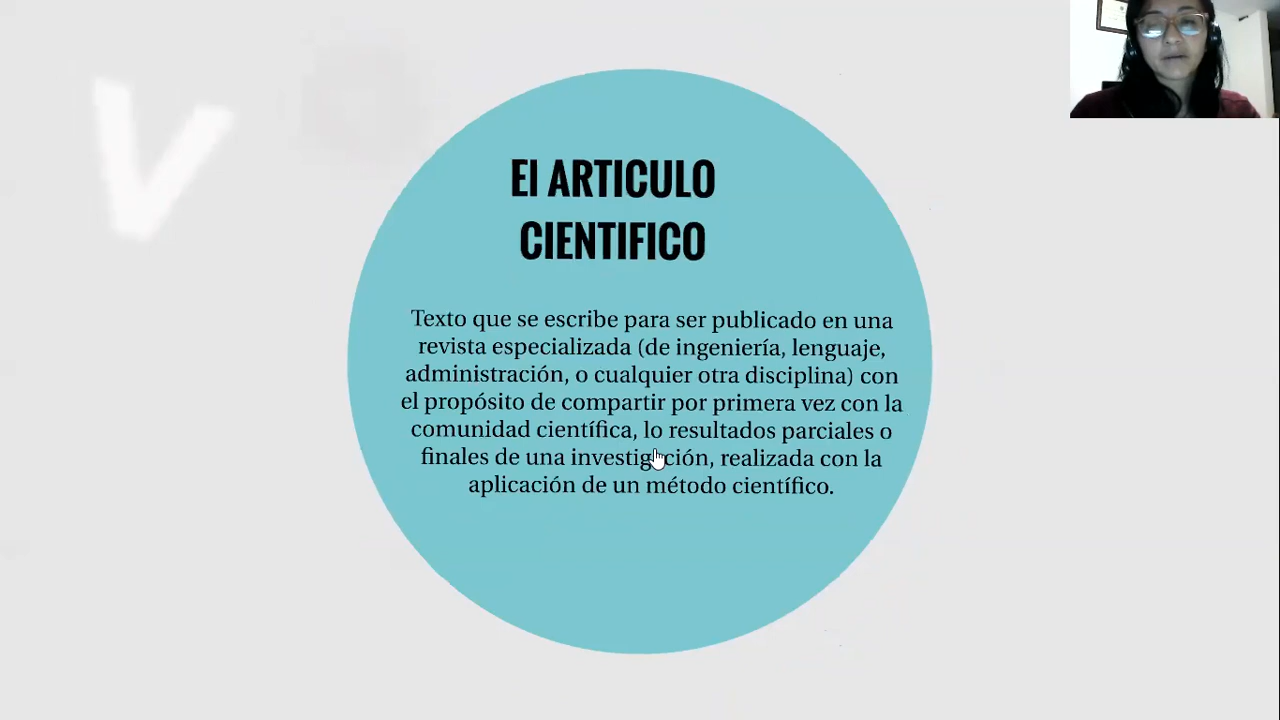 V
El ARTICULO
CIENTIFICO
Texto que se escribe para ser publicado en una
revista especializada (de ingeniería, lenguaje,
administración, o cualquier otra disciplina) con
el propósito de compartir por primera vez con la
comunidad científica, lo resultados parciales o
finales de una investigación, realizada con la
aplicación de un método científico.